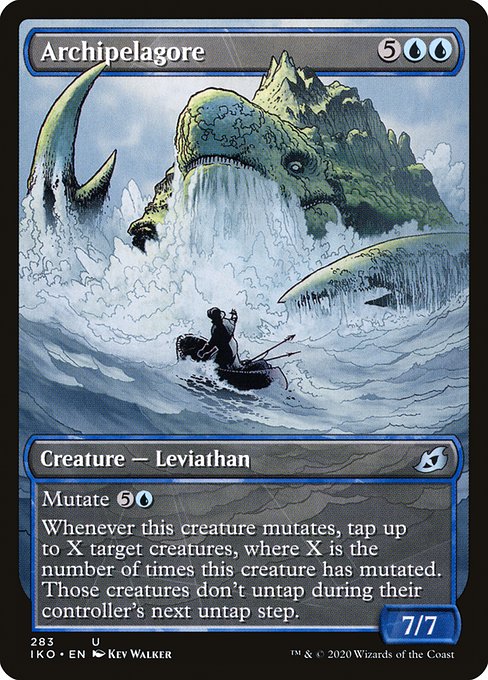 Archipelagore 5
Creature — Leviathan
Mutate 5
Whenever this creature mutates, tap up
to X target creatures, where X is the
number of times this creature has mutated.
Those creatures don't untap during their
controller's next untap step.
7/7
283 U
IKO • EN Kev Walker ™ & © 2020 Wizards of the Coast